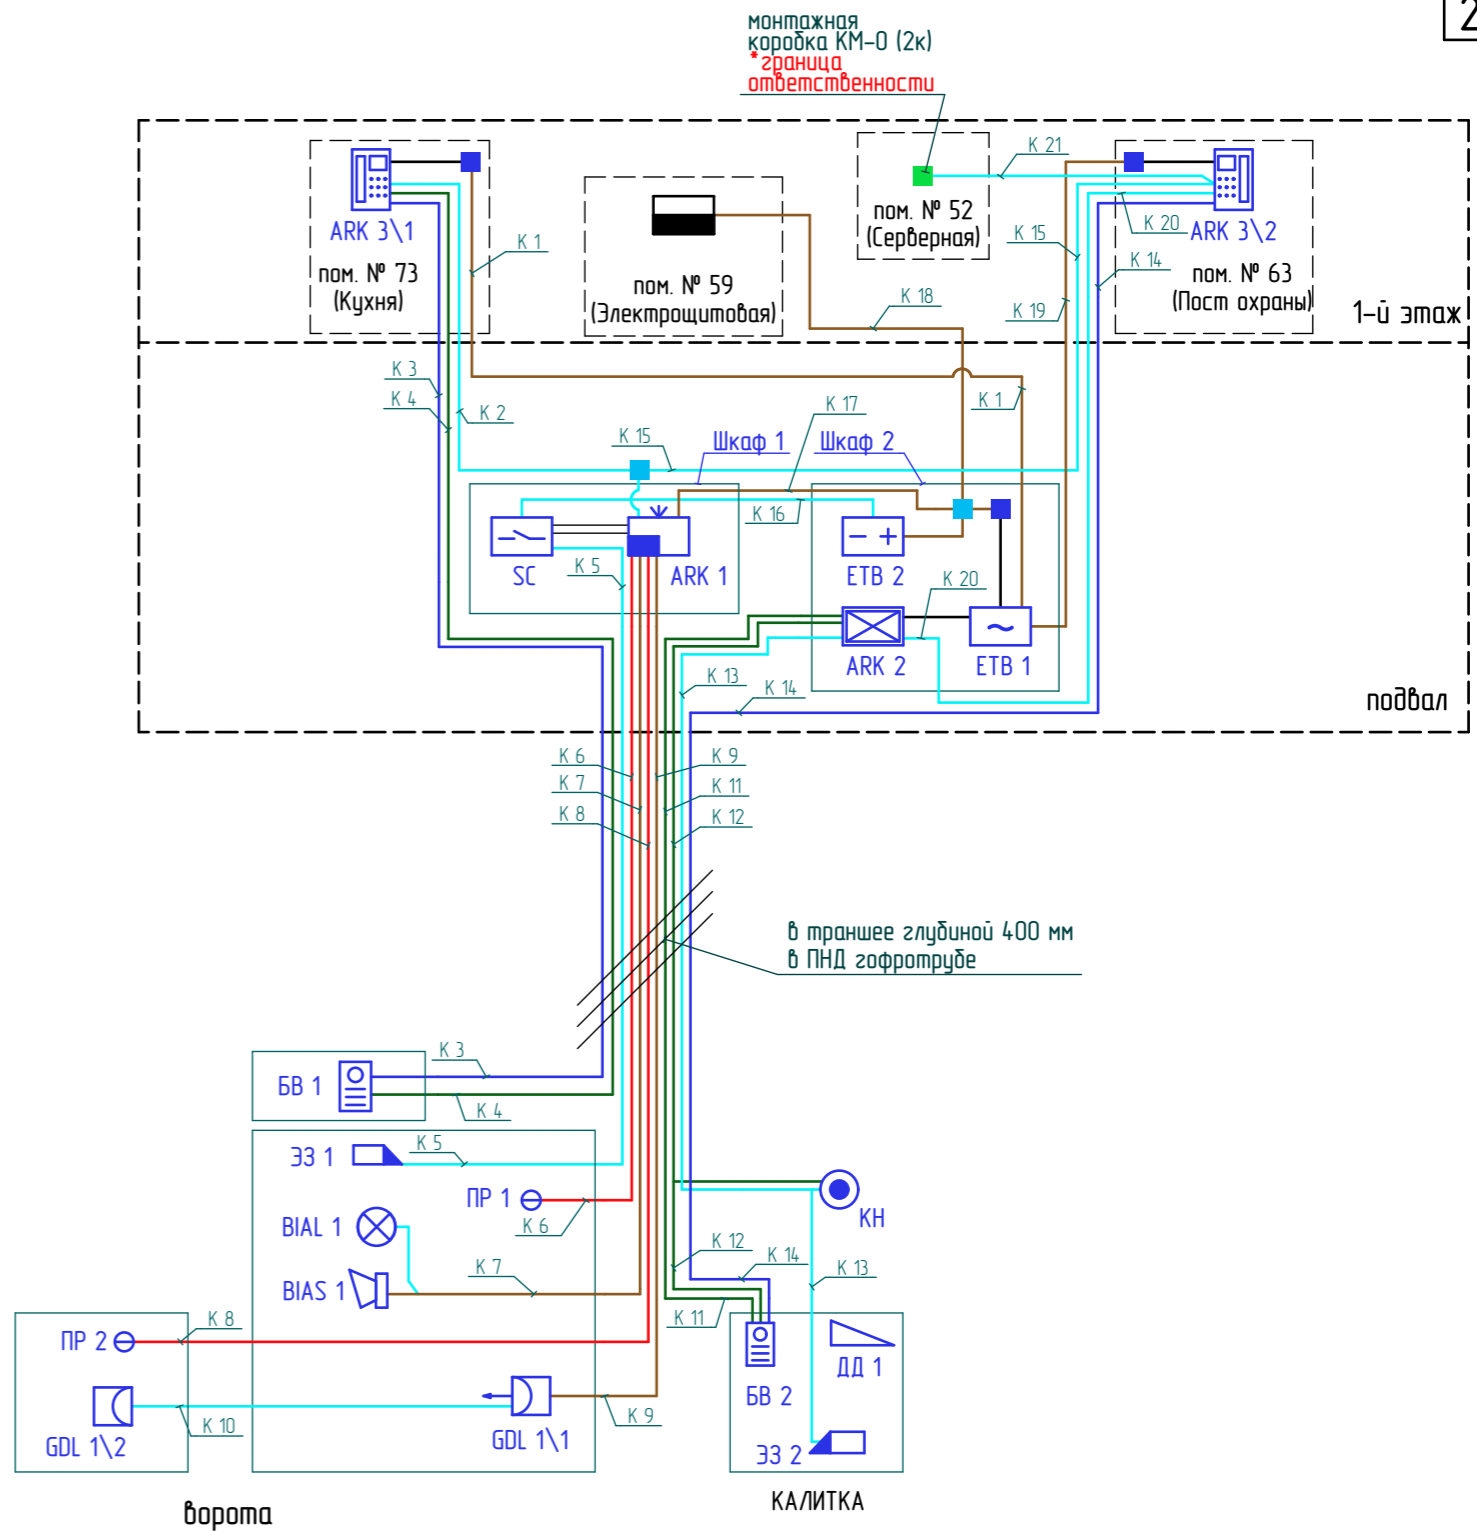 2
монтажная
коробка КМ-О (2к)
*граница
ответственности
К 21
ARK 3\1
пом. № 73
(Кухня)
К 1
пом. № 59
(Электрощитовая)
К 18
пом. № 52
(Серверная)
К 15
К 19
К 20
К 14
ARK 3\2
пом. № 63
(Пост охраны)
1-й этаж
К 3
К 4
К 2
К 15
Шкаф 1
К 17
Шкаф 2
К 1
К 16
SC
К 5
ARK 1
ETB 2
К 20
ARK 2
ETB 1
К 13
К 14
подвал
К 6
К 7
К 8
К 9
К 11
К 12
в траншее глубиной 400 мм
в ПНД гофротрубе
БВ 1
К 3
К 4
ЭЗ 1
К 5
ПР 1
К 6
BIAL 1
BIAS 1
К 7
КН
К 12
К 14
К 13
К 11
ПР 2
К 8
БВ 2
ДД 1
GDL 1\2
К 10
GDL 1\1
К 9
ЭЗ 2
ворота
КАЛИТКА